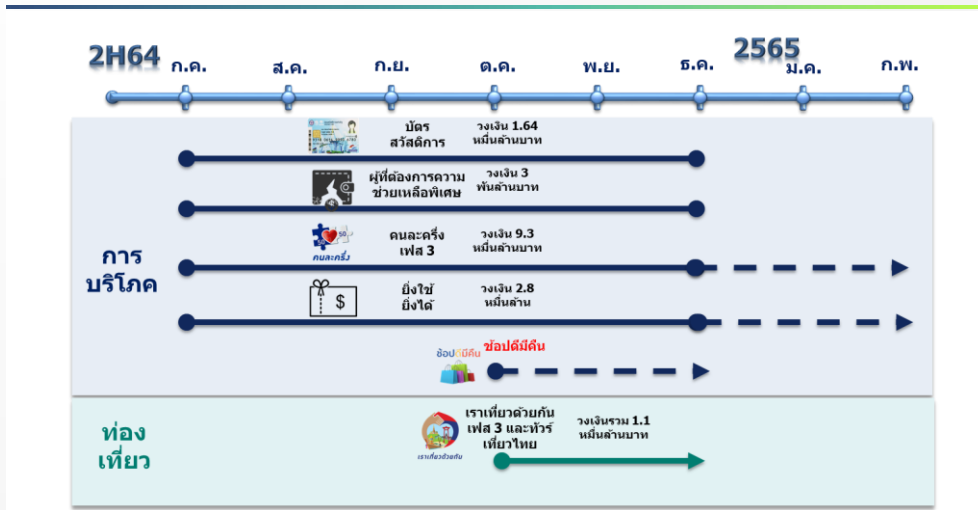 2H64
ก.ค.
ส.ค.
ก.ย.
ต.ค.
พ.ย.
ธ.ค.
2565
ม.ค.
ก.พ.
การ
บริโภค
บัตร
สวัสดิการ
วงเงิน 1.64
หมื่นล้านบาท
ผู้ที่ต้องการความ
ช่วยเหลือพิเศษ
วงเงิน 3
พันล้านบาท
คนละครึ่ง
คนละครึ่ง
เฟส 3
วงเงิน 9.3
หมื่นล้านบาท
$
ยิ่งใช้
ยิ่งได้
วงเงิน 2.8
หมื่นล้าน
ช้อปดีมีคืน
ช้อปดีมีคืน
ท่อง
เที่ยว
เราเที่ยวด้วยกัน
เราเที่ยวด้วยกัน
เฟส 3 และทัวร์
เที่ยวไทย
วงเงินรวม 1.1
หมื่นล้านบาท